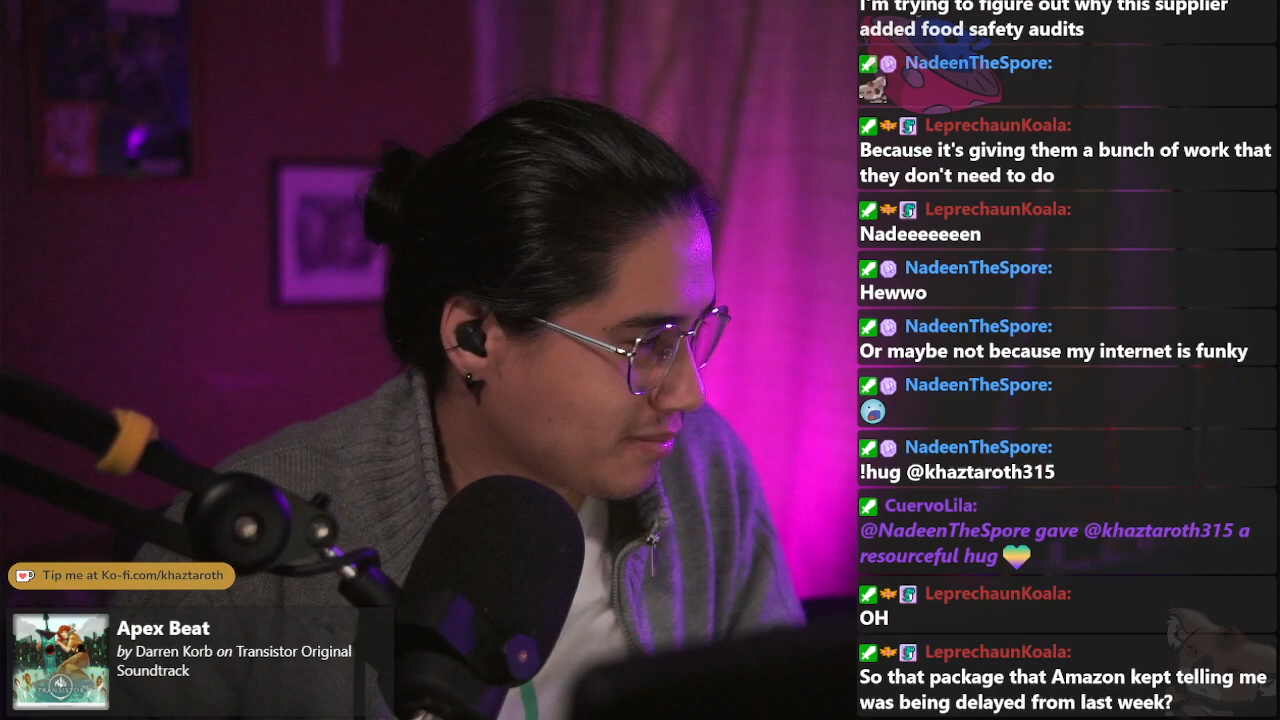 I'm trying to figure out why this supplier
added food safety audits
NadeenTheSpore:
LeprechaunKoala:
Because it's giving them a bunch of work that
they don't need to do
LeprechaunKoala:
Nadeeeeeeen
NadeenTheSpore:
Hewwo
NadeenTheSpore:
Or maybe not because my internet is funky
NadeenTheSpore:
NadeenTheSpore:
!hug @khaztaroth315
CuervoLila:
@NadeenTheSpore gave @khaztaroth315 a
resourceful hug
LeprechaunKoala:
OH
LeprechaunKoala:
So that package that Amazon kept telling me
was being delayed from last week?
Tip me at Ko-fi.com/khaztaroth
Apex Beat
by Darren Korb on Transistor Original
Soundtrack
TRANSISTOR